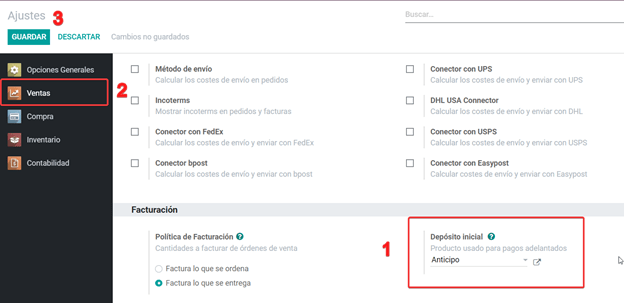 Ajustes 3
Buscar...
GUARDAR DESCARTAR Cambios no guardados
Opciones Generales
Ventas 2
Compra
Inventario
Contabilidad
Método de envío
Calcular los costes de envío en pedidos
Conector con UPS
Calcular los costes de envío y enviar con UPS
Incoterms
Mostrar incoterms en pedidos y facturas
DHL USA Connector
Calcular los costes de envío y enviar con DHL
Conector con FedEx
Calcular los costes de envío y enviar con FedEx
Conector con USPS
Calcular los costes de envío y enviar con USPS
Conector bpost
Calcular los costes de envío y enviar con bpost
Conector con Easypost
Calcular costes de envío y enviar con Easypost
Facturación
Política de Facturación ?
Cantidades a facturar de órdenes de venta
Factura lo que se ordena
Factura lo que se entrega
1
Depósito inicial ?
Producto usado para pagos adelantados
Anticipo